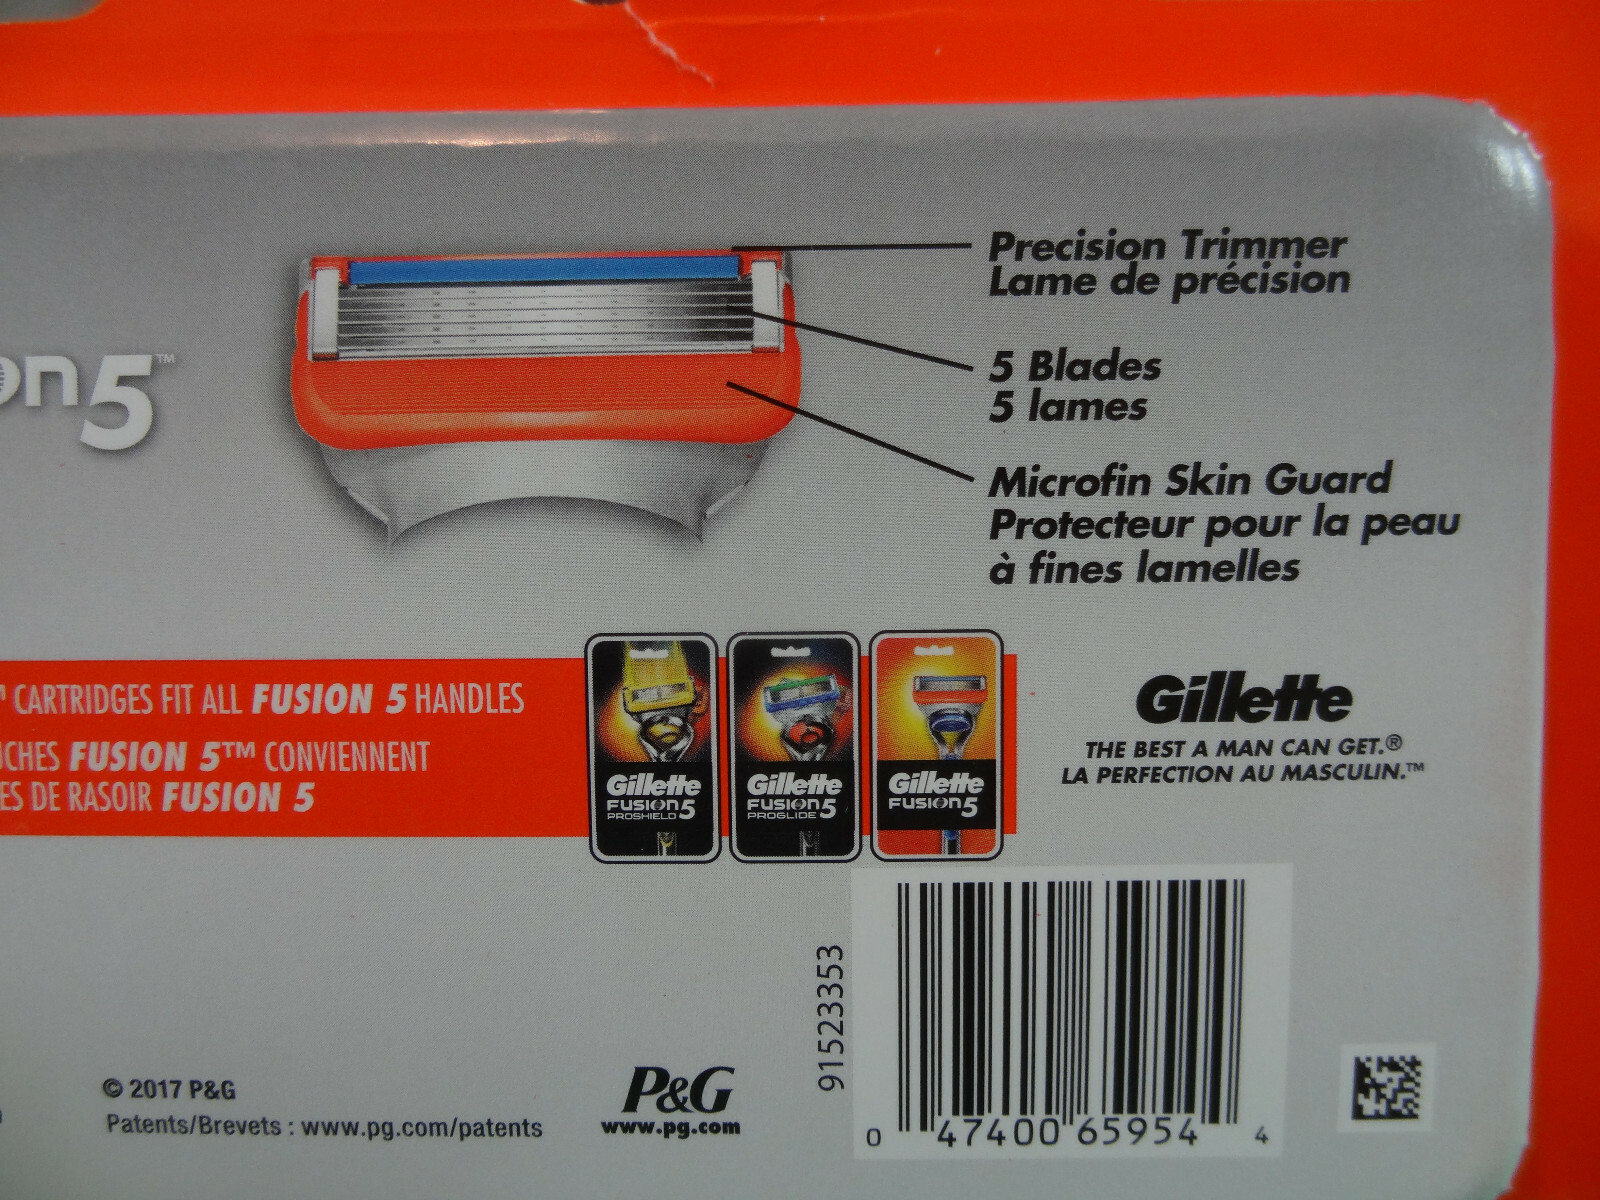 Precision Trimmer
Lame de précision
on5™
5 Blades
5 lames
Microfin Skin Guard
Protecteur pour la peau
à fines lamelles
CARTRIDGES FIT ALL FUSION 5 HANDLES
CHES FUSION 5™ CONVIENNENT
ES DE RASOIR FUSION 5
Gillette
FUSION5
PROSHIELD
Gillette
FUSION5
PROGLIDE
Gillette
FUSION5
Gillette
THE BEST A MAN CAN GET.®
LA PERFECTION AU MASCULIN.™
91523353
© 2017 P&G
Patents/Brevets : www.pg.com/patents
P&G
www.pg.com
0 47400 65954 4